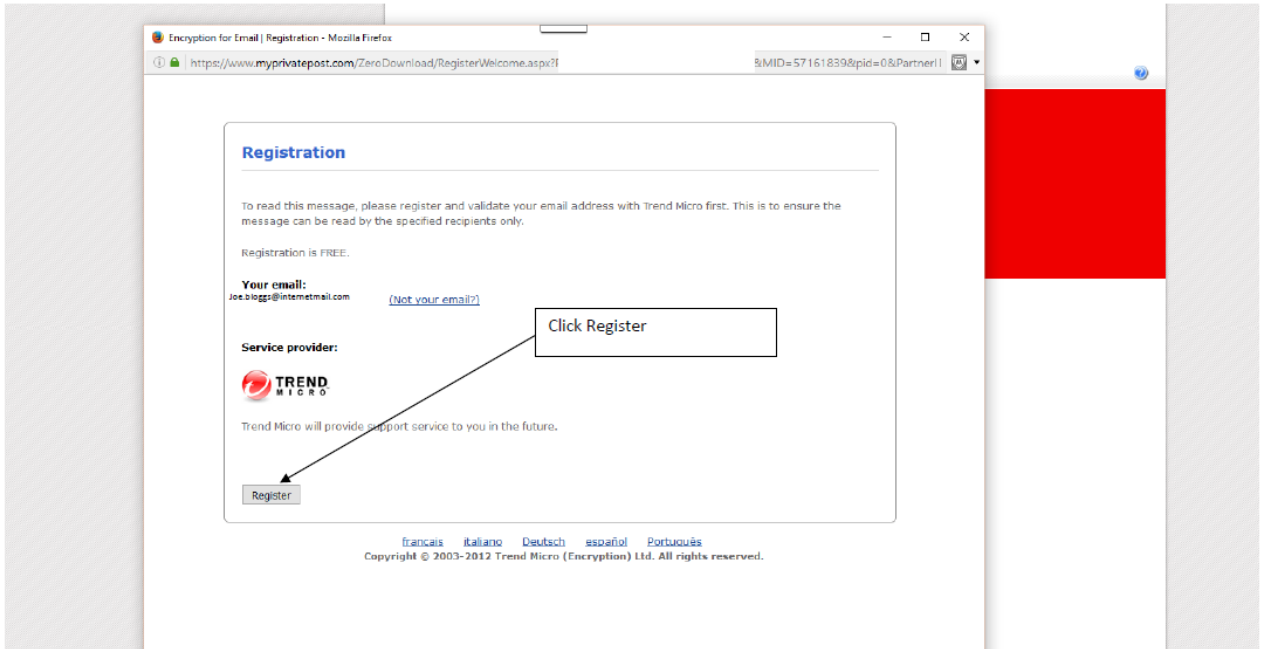 Encryption for Email | Registration - Mozilla Firefox
https://www.myprivatepost.com/ZeroDownload/RegisterWelcome.aspx? &MID=57161839&pid=0&Partner
Registration
To read this message, please register and validate your email address with Trend Micro first. This is to ensure the
message can be read by the specified recipients only.
Registration is FREE.
Your email:
Joe.bloggs@internetmail.com (Not your email?)
Click Register
Service provider:
TREND
MICRO
Trend Micro will provide support service to you in the future.
Register
français italiano Deutsch español Português
Copyright © 2003-2012 Trend Micro (Encryption) Ltd. All rights reserved.